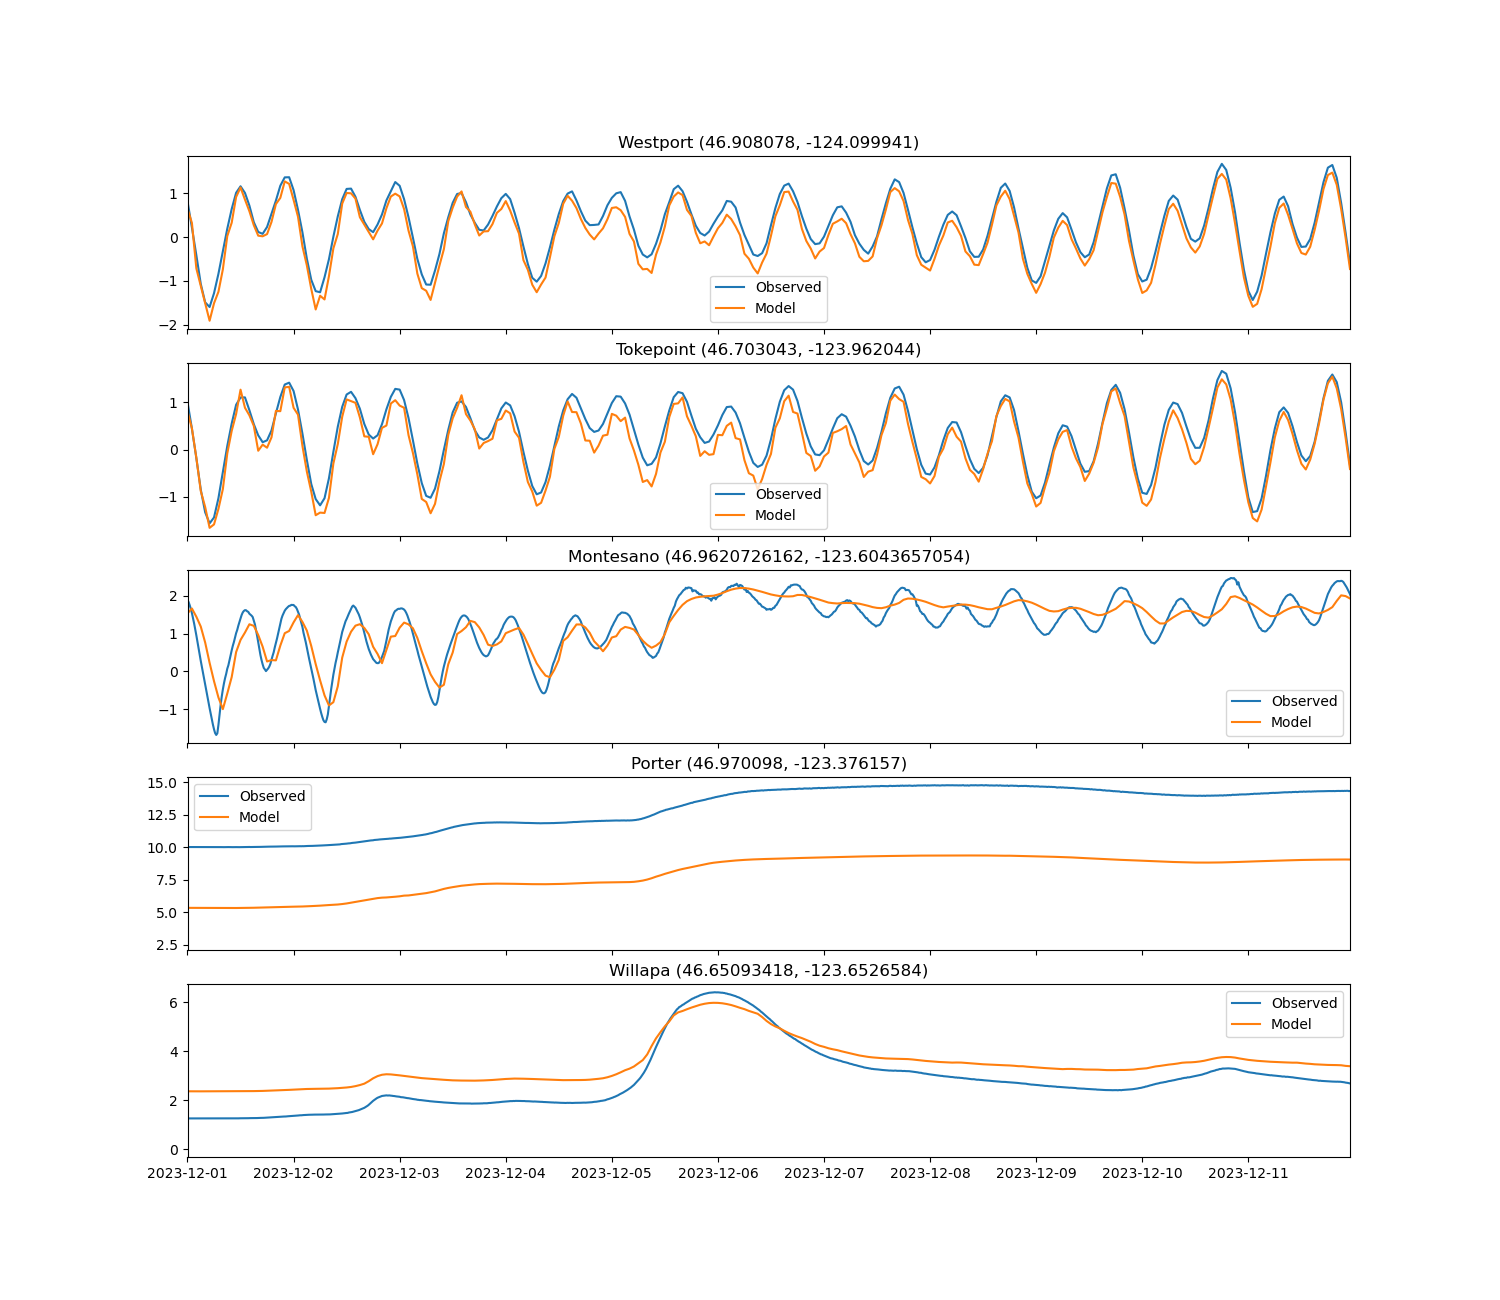 Westport (46.908078, -124.099941)
1
0
−1
−2
Observed
Model
Tokepoint (46.703043, -123.962044)
1
0
−1
Observed
Model
Montesano (46.9620726162, -123.6043657054)
2
1
0
−1
Observed
Model
Porter (46.970098, -123.376157)
15.0
12.5
10.0
7.5
5.0
2.5
Observed
Model
Willapa (46.65093418, -123.6526584)
6
4
2
0
Observed
Model
2023-12-01 2023-12-02 2023-12-03 2023-12-04 2023-12-05 2023-12-06 2023-12-07 2023-12-08 2023-12-09 2023-12-10 2023-12-11